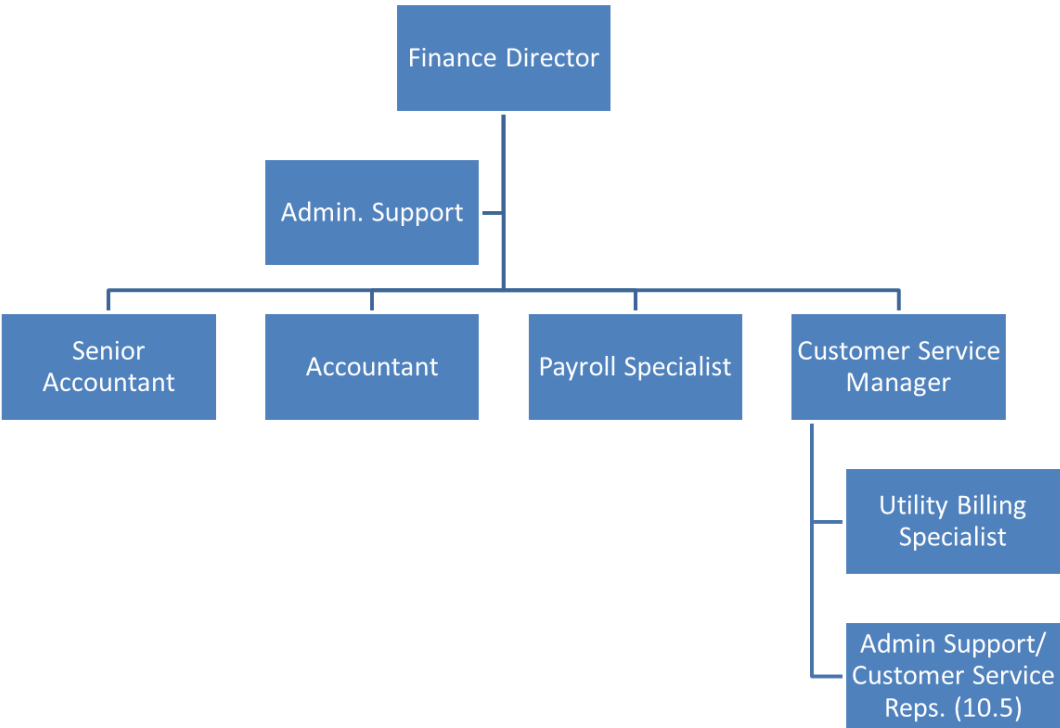 Finance Director
Admin. Support
Senior
Accountant
Accountant
Payroll Specialist
Customer Service
Manager
Utility Billing
Specialist
Admin Support/
Customer Service
Reps. (10.5)